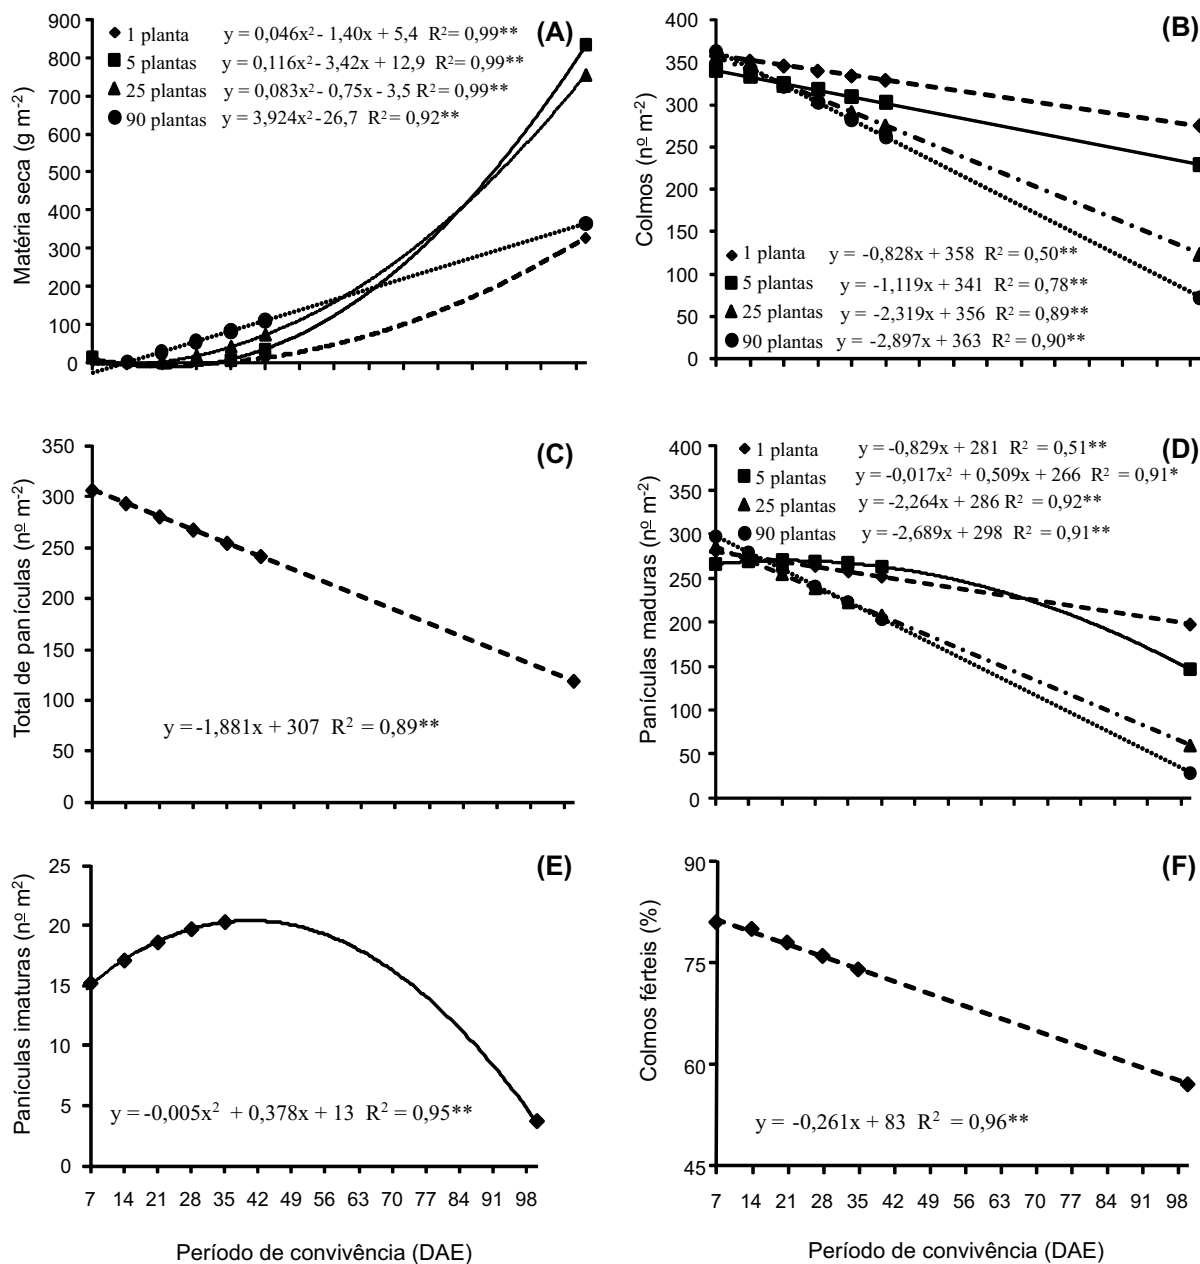 (A)
1 planta y = 0,046x² - 1,40x + 5,4 R² = 0,99**
5 plantas y = 0,116x² - 3,42x + 12,9 R² = 0,99**
25 plantas y = 0,083x² - 0,75x - 3,5 R² = 0,99**
90 plantas y = 3,924x² -26,7 R² = 0,92**
Matéria seca (g m⁻²)
900
800
700
600
500
400
300
200
100
0
(B)
Colmos (nº m⁻²)
400
350
300
250
200
150
100
50
0
1 planta y = -0,828x + 358 R² = 0,50**
5 plantas y = -1,119x + 341 R² = 0,78**
25 plantas y = -2,319x + 356 R² = 0,89**
90 plantas y = -2,897x + 363 R² = 0,90**
(C)
Total de panículas (nº m⁻²)
350
300
250
200
150
100
50
0
y = -1,881x + 307 R² = 0,89**
(D)
1 planta y = -0,829x + 281 R² = 0,51**
5 plantas y = -0,017x² + 0,509x + 266 R² = 0,91*
25 plantas y = -2,264x + 286 R² = 0,92**
90 plantas y = -2,689x + 298 R² = 0,91**
Panículas maduras (nº m⁻²)
400
350
300
250
200
150
100
50
0
(E)
Panículas imaturas (nº m²)
25
20
15
10
5
0
y = -0,005x² + 0,378x + 13 R² = 0,95**
7 14 21 28 35 42 49 56 63 70 77 84 91 98
Período de convivência (DAE)
(F)
Colmos férteis (%)
90
75
60
45
y = -0,261x + 83 R² = 0,96**
7 14 21 28 35 42 49 56 63 70 77 84 91 98
Período de convivência (DAE)